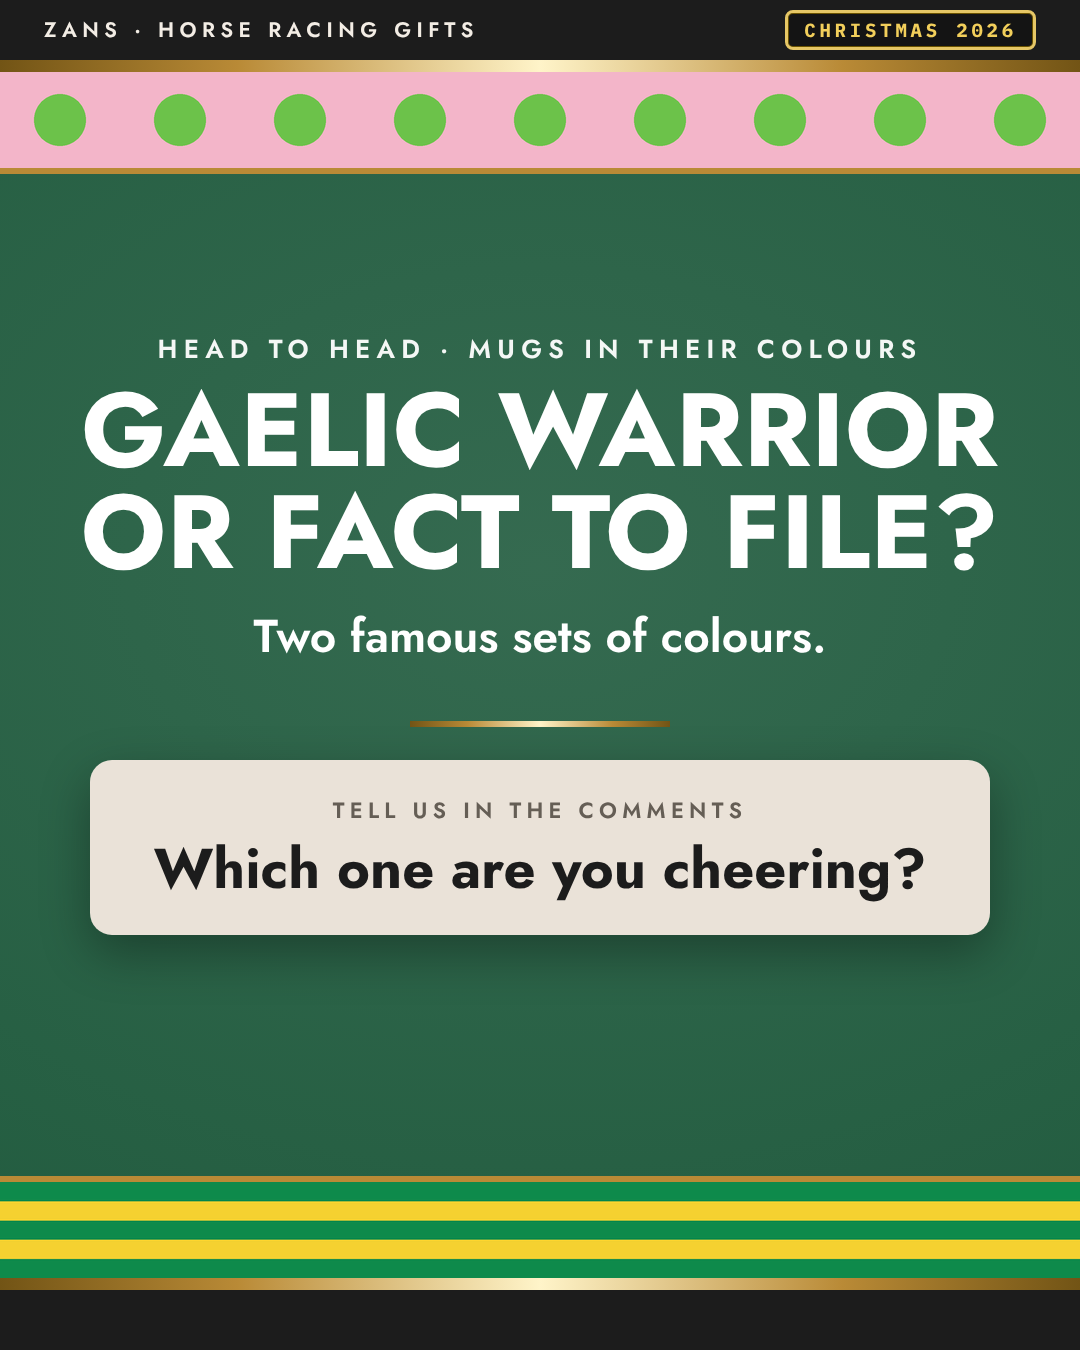 ZANS · HORSE RACING GIFTS
CHRISTMAS 2026
HEAD TO HEAD · MUGS IN THEIR COLOURS
GAELIC WARRIOR
OR FACT TO FILE?
Two famous sets of colours.
TELL US IN THE COMMENTS
Which one are you cheering?